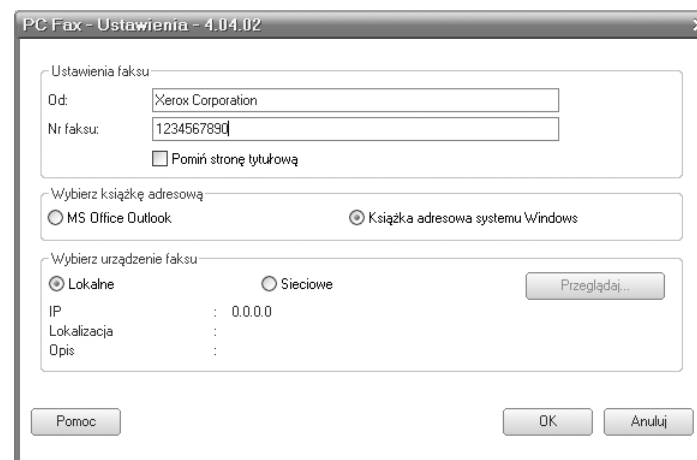 PC Fax - Ustawienia - 4.04.02
Ustawienia faksu
Od: Xerox Corporation
Nr faksu: 1234567890
Pomiń stronę tytułową
Wybierz książkę adresową
MS Office Outlook Książka adresowa systemu Windows
Wybierz urządzenie faksu
Lokalne Sieciowe Przeglądaj...
IP : 0.0.0.0
Lokalizacja :
Opis :
Pomoc OK Anuluj